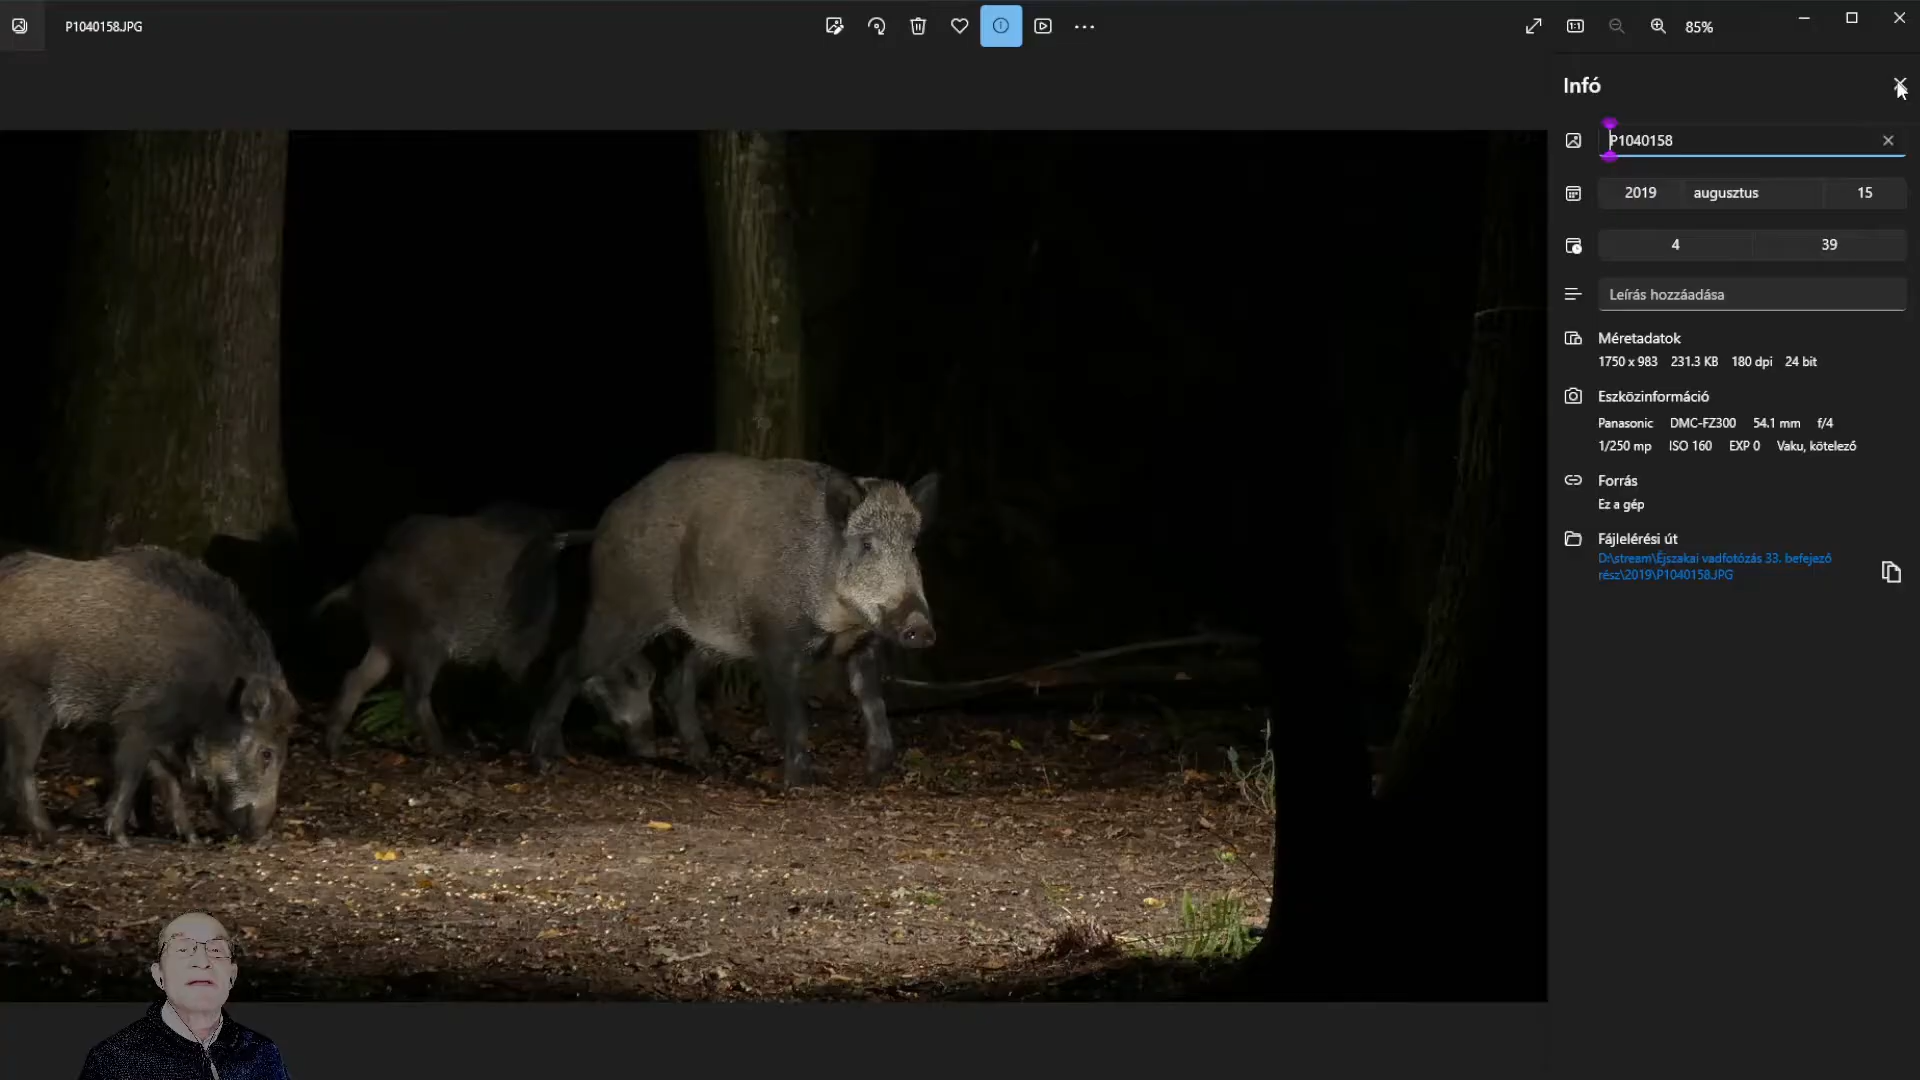 P1040158.JPG
85%
Infó
P1040158
2019 augusztus 15
4 39
Leírás hozzáadása
Méretadatok
1750 x 983 231.3 KB 180 dpi 24 bit
Eszközinformáció
Panasonic DMC-FZ300 54.1 mm f/4
1/250 mp ISO 160 EXP 0 Vaku, kötelező
Forrás
Ez a gép
Fájlelérési út
D:\stream\Éjszakai vadfotózás 33. befejező
rész\2019\P1040158.JPG